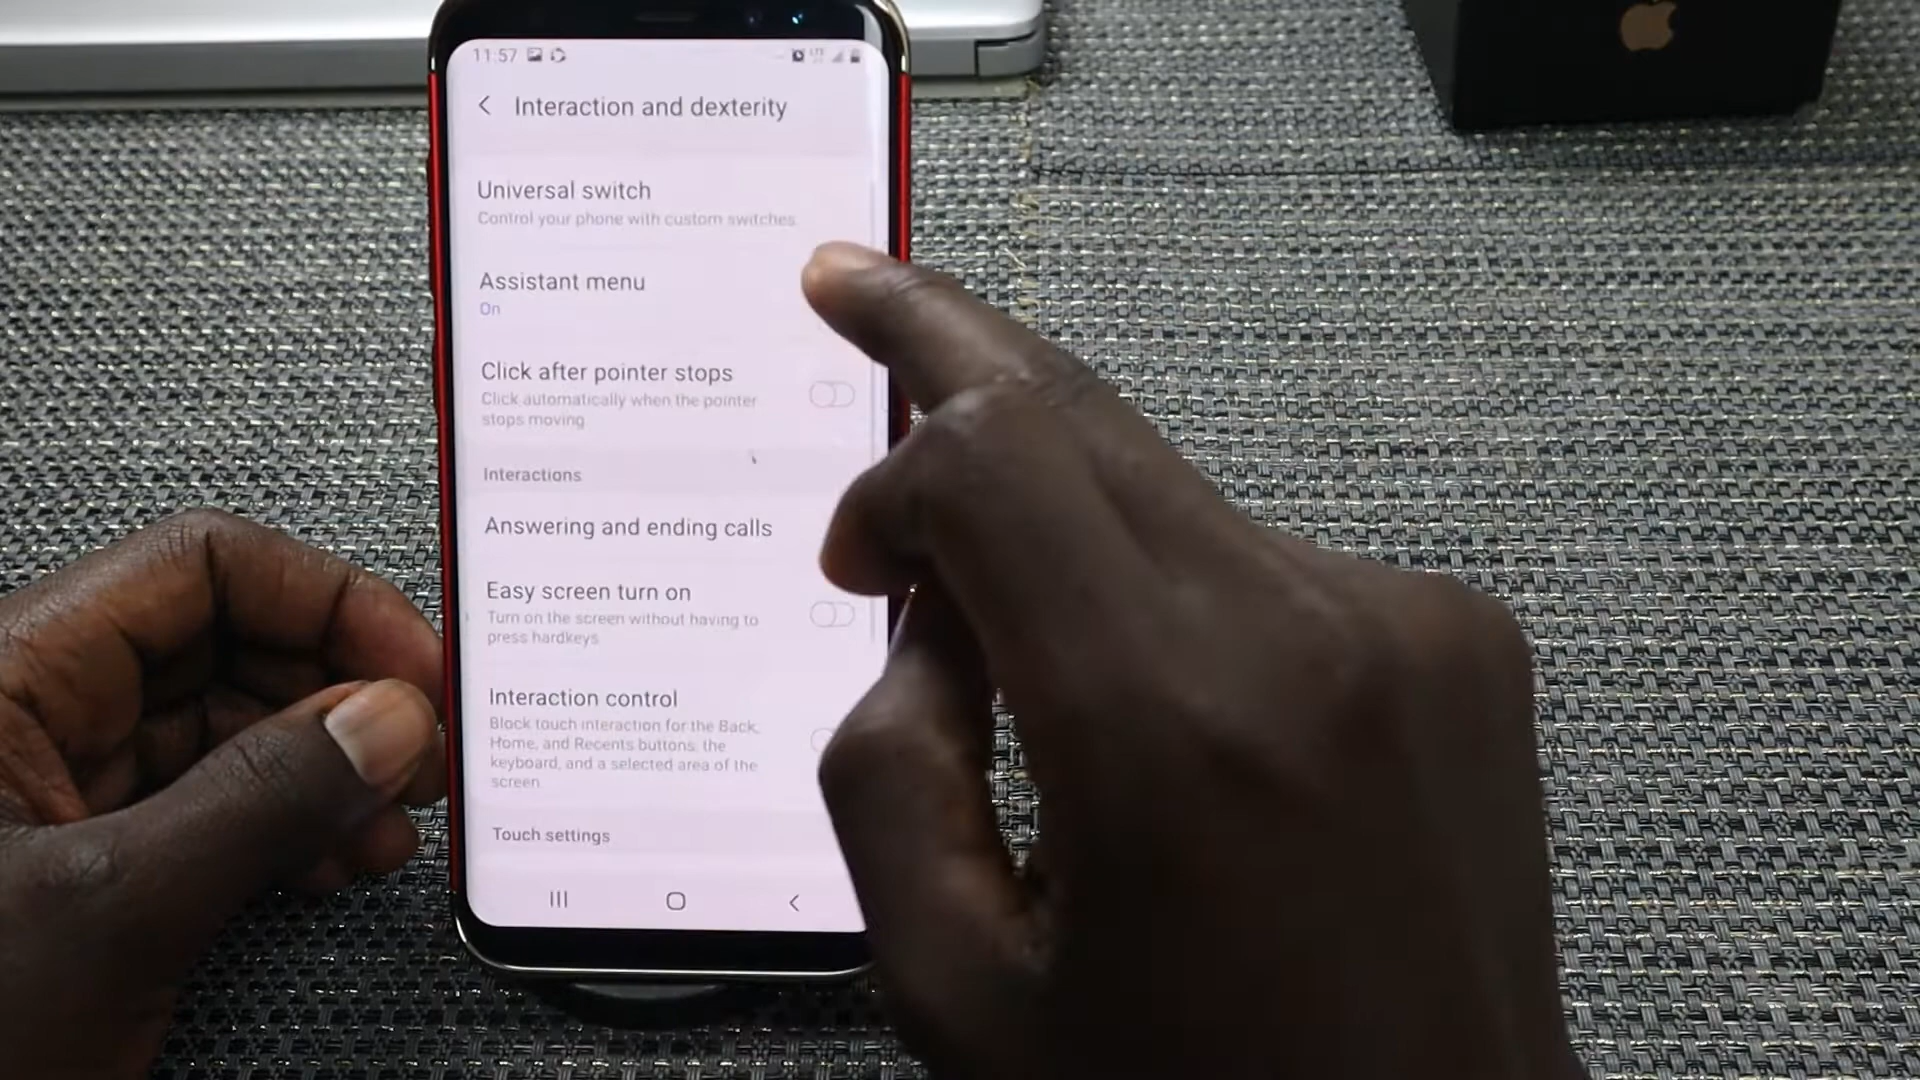 11:57
LTE
Interaction and dexterity
Universal switch
Control your phone with custom switches
Assistant menu
On
Click after pointer stops
Click automatically when the pointer
stops moving
Interactions
Answering and ending calls
Easy screen turn on
Turn on the screen without having to
press hardkeys
Interaction control
Block touch interaction for the Back,
Home, and Recents buttons, the
keyboard, and a selected area of the
screen.
Touch settings